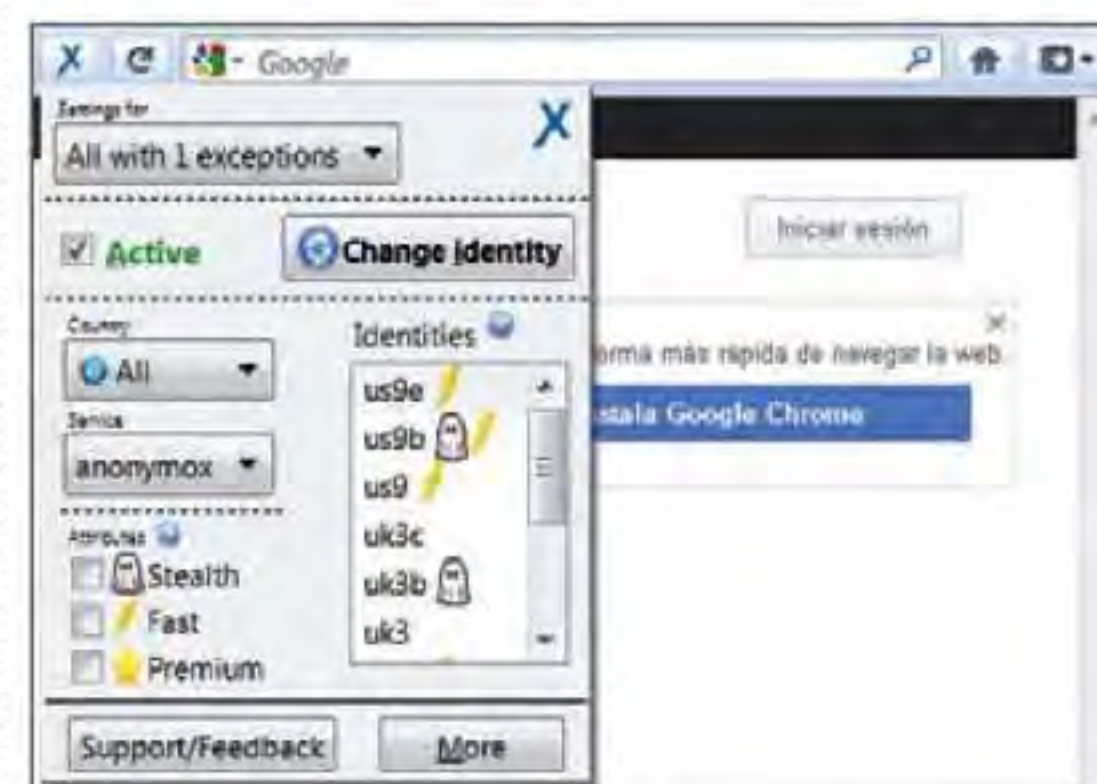 Google
Settings for
All with 1 exceptions
Active
Change identity
Country
All
Service
anonymox
Attributes
Stealth
Fast
Premium
Identities
us9e
us9b
us9
uk3c
uk3b
uk3
Support/Feedback
More
Iniciar sesión
orma más rápida de navegar la web.
stala Google Chrome